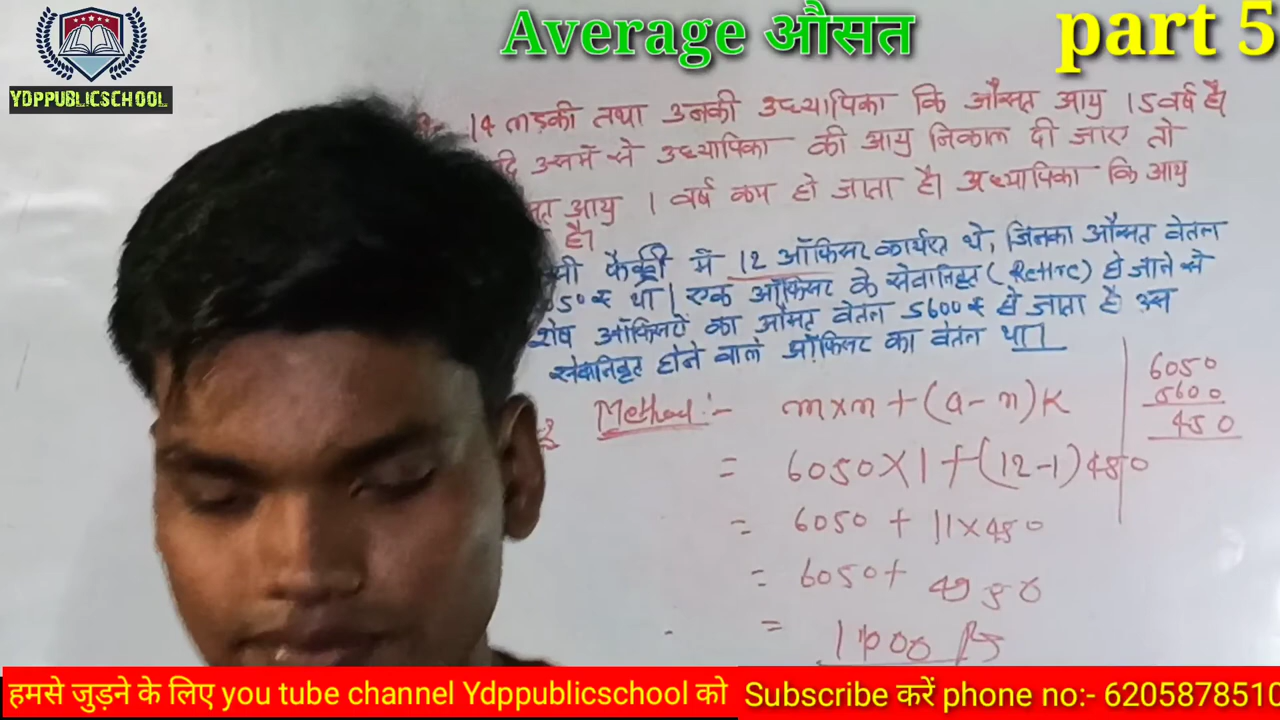 Average औसत
part 5
YDPPUBLICSCHOOL
14 लड़की तथा उनकी अध्यापिका कि औसत आयु 15 वर्ष है।
उसमें से अध्यापिका की आयु निकाल दी जाए तो
आयु 1 वर्ष कम हो जाता है। अध्यापिका कि आयु
है।
में 12 ऑफिसर कार्यरत थे, जिनका औसत वेतन
था। एक ऑफिसर के सेवानिवृत (Retire) हो जाने से
शेष ऑफिसरों का औसत वेतन 5600 रु हो जाता है उस
सेवानिवृत होने वाले ऑफिसर का वेतन था।
6050
5600
450
Method:- m×n+(a-n)K
= 6050×1+(12-1)450
= 6050 + 11×450
= 6050+ 4950
= 11000 Rs
हमसे जुड़ने के लिए you tube channel Ydppublicschool को Subscribe करें phone no:- 6205878510